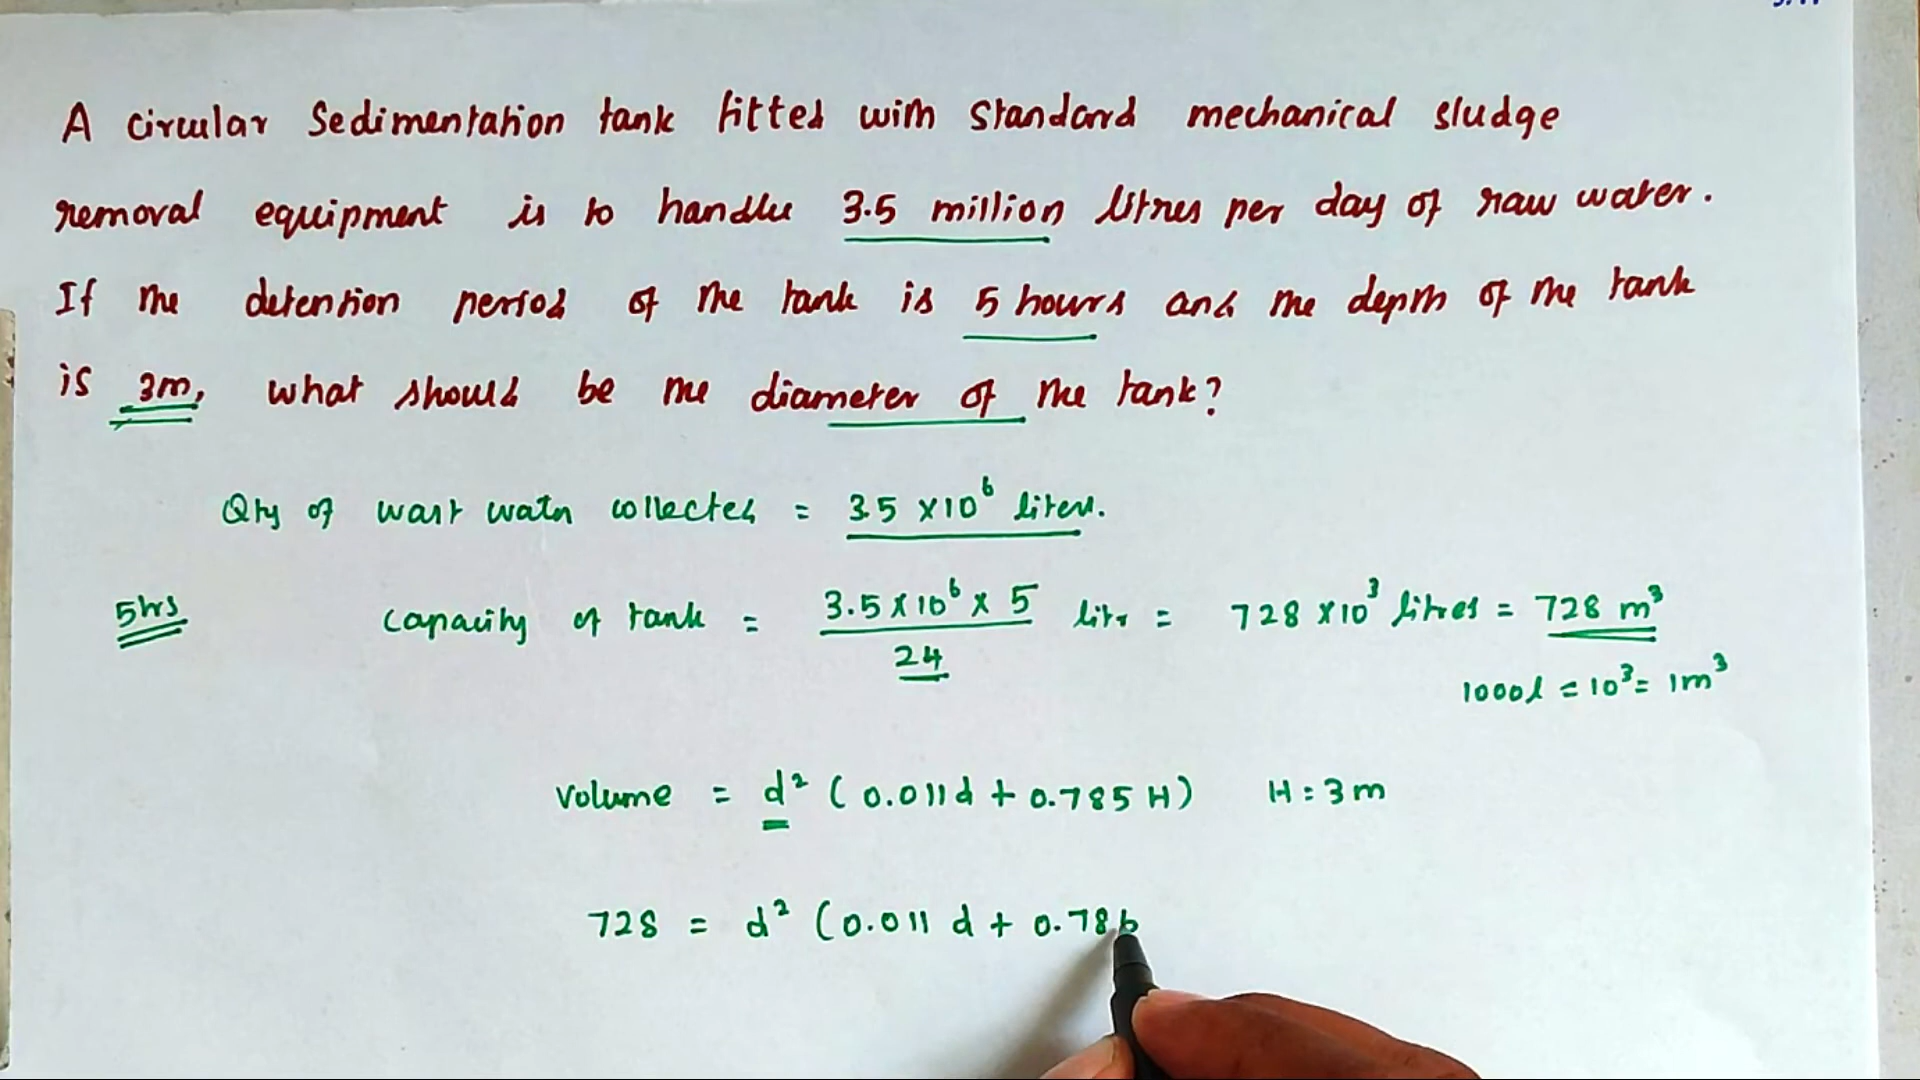 A circular Sedimentation tank fitted with standard mechanical sludge
removal equipment is to handle 3.5 million litres per day of raw water.
If the detention period of the tank is 5 hours and the depth of the tank
is 3m, what should be the diameter of the tank?
Qty of wast water collected = 3.5 × 10⁶ liters.
5hrs
capacity of tank = 3.5 × 10⁶ × 5 / 24 litr = 728 × 10³ litres = 728 m³
1000l = 10³ = 1m³
Volume = d² (0.011d + 0.785 H) H = 3m
728 = d² (0.011 d + 0.78